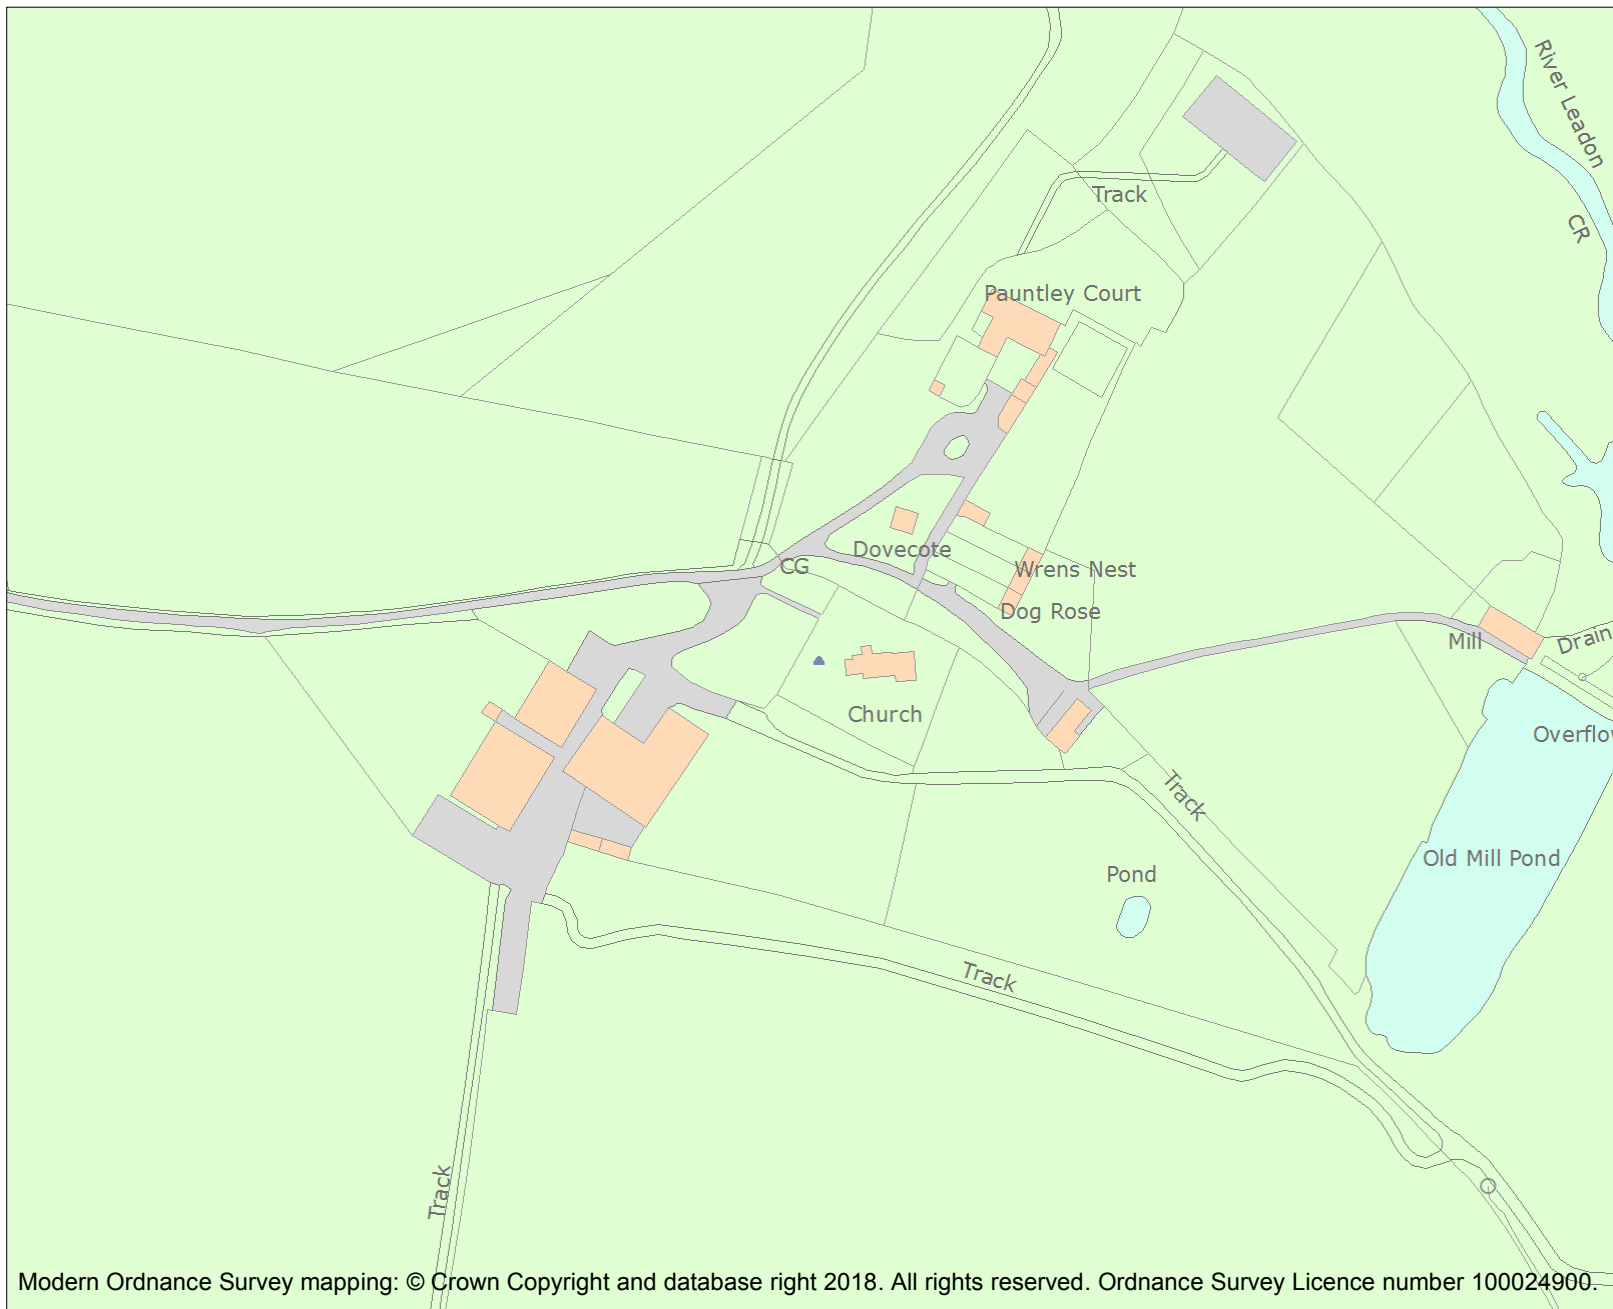 River Leadon
Track
CR
Pauntley Court
Dovecote
CG
Wrens Nest
Dog Rose
Mill
Drain
Church
Overflo
Track
Old Mill Pond
Pond
Track
Track
Modern Ordnance Survey mapping: © Crown Copyright and database right 2018. All rights reserved. Ordnance Survey Licence number 100024900.